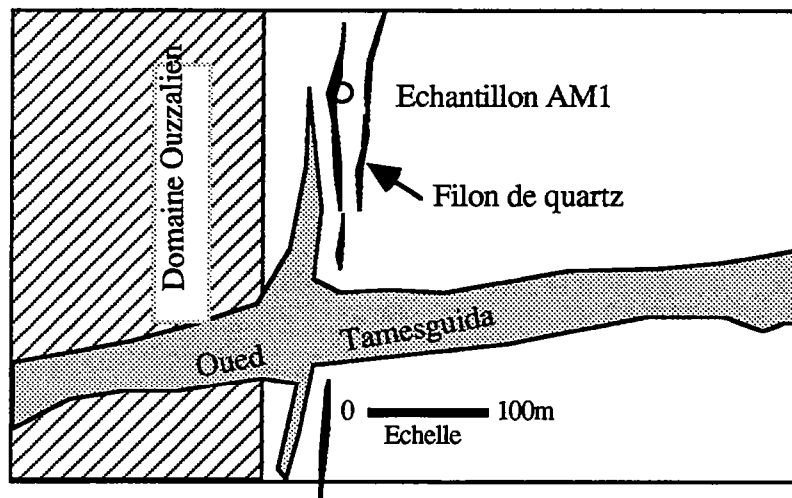 Domaine Ouzzalien
Echantillon AM1
Filon de quartz
Oued Tamesguida
0 100m
Echelle